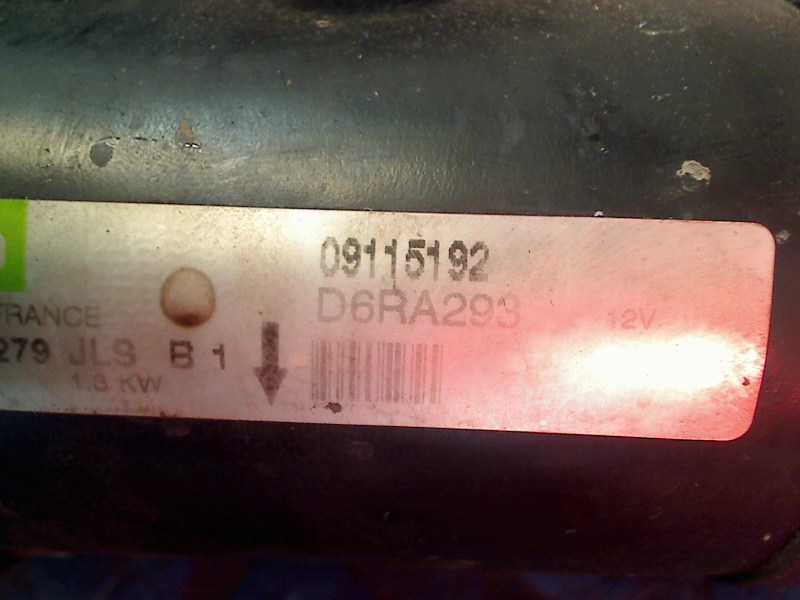 09115192
D6RA293
FRANCE
12V
279 JLS B 1
1.3 KW